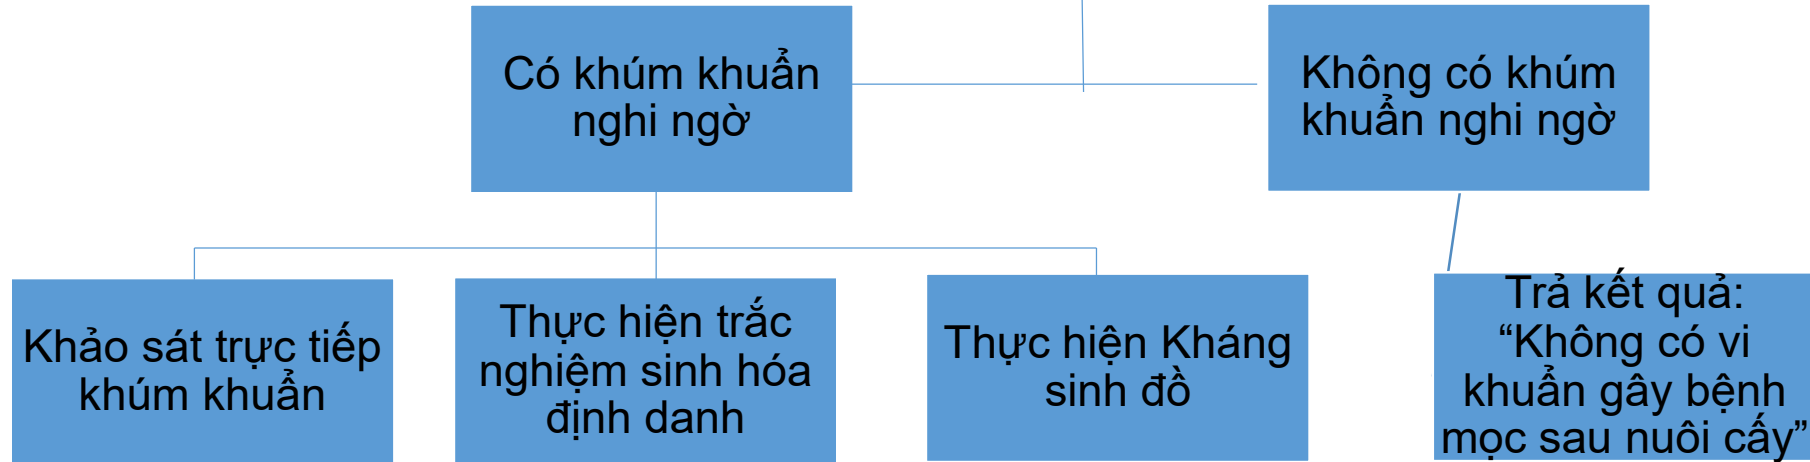 Có khúm khuẩn
nghi ngờ
Không có khúm
khuẩn nghi ngờ
Khảo sát trực tiếp
khúm khuẩn
Thực hiện trắc
nghiệm sinh hóa
định danh
Thực hiện Kháng
sinh đồ
Trả kết quả:
“Không có vi
khuẩn gây bệnh
mọc sau nuôi cấy”